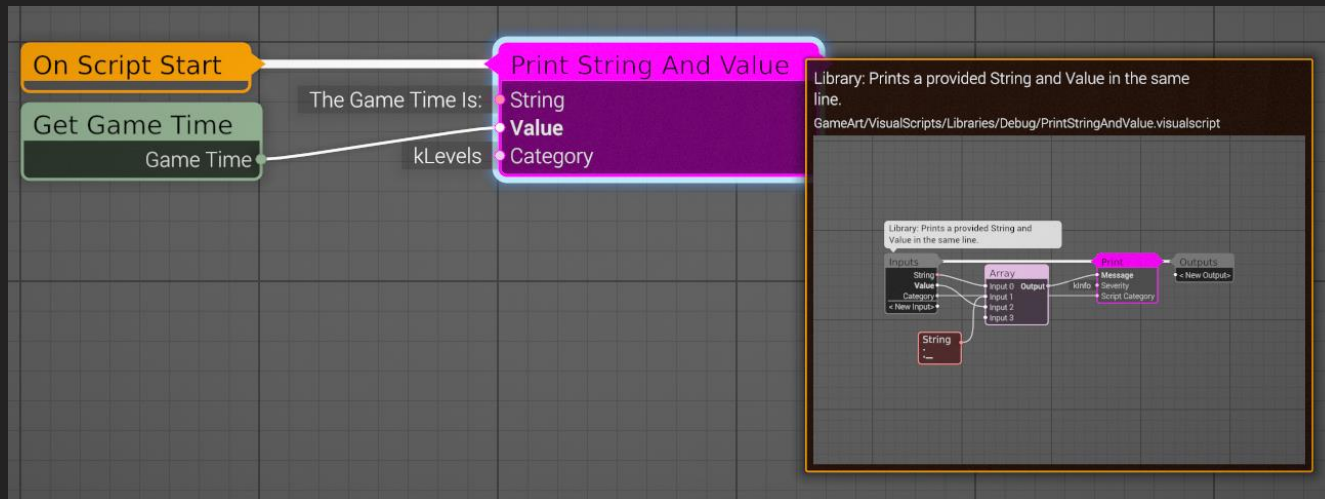 On Script Start
Get Game Time
Game Time
Print String And Value
The Game Time Is:
String
Value
kLevels
Category
Library: Prints a provided String and Value in the same
line.
GameArt/VisualScripts/Libraries/Debug/PrintStringAndValue.visualscript
Library: Prints a provided String and
Value in the same line.
Inputs
String
Value
Category
< New Input>
Array
Input 0 Output
Input 1
Input 2
Input 3
String
:_
Print
Message
kInfo Severity
Script Category
Outputs
< New Output>